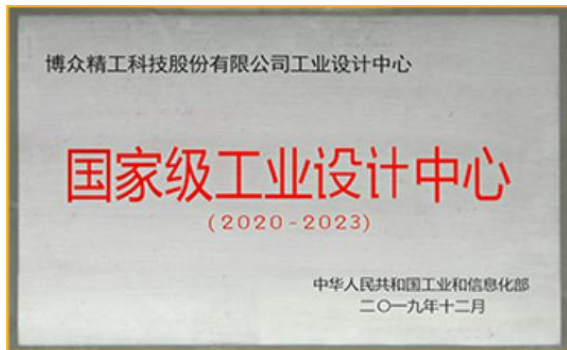 博众精工科技股份有限公司工业设计中心
国家级工业设计中心
(2020-2023)
中华人民共和国工业和信息化部
二〇一九年十二月